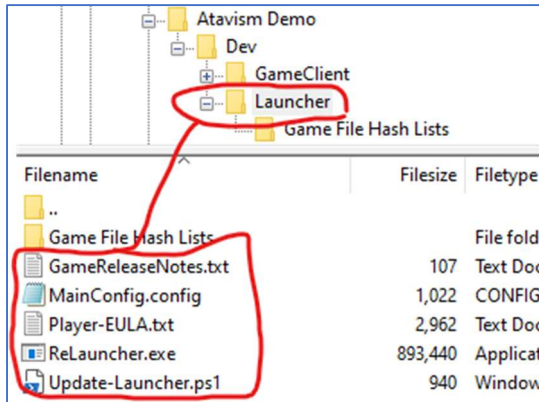 Atavism Demo
Dev
GameClient
Launcher
Game File Hash Lists
Filename Filesize Filetype
..
Game File Hash Lists File fold
GameReleaseNotes.txt 107 Text Doc
MainConfig.config 1,022 CONFIG
Player-EULA.txt 2,962 Text Doc
ReLauncher.exe 893,440 Applicat
Update-Launcher.ps1 940 Window